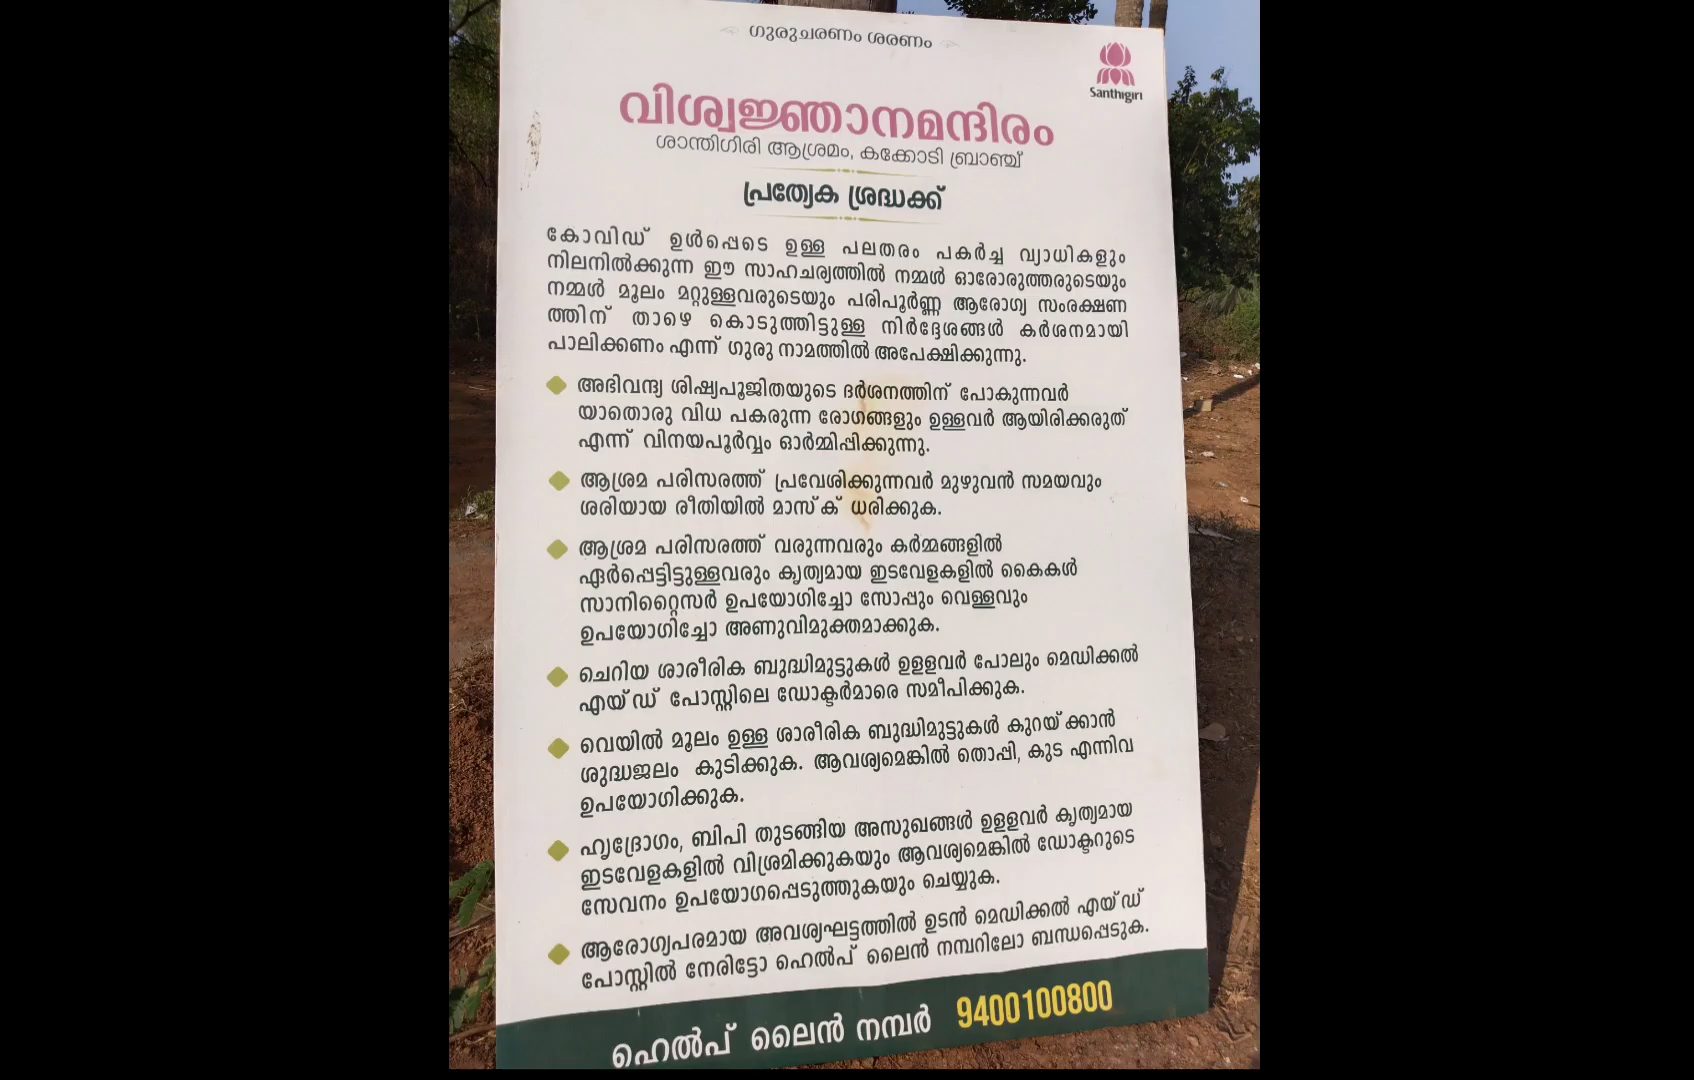 ഗുരുചരണം ശരണം
Santhigiri
വിശ്വജ്ഞാനമന്ദിരം
ശാന്തിഗിരി ആശ്രമം, കക്കോടി ബ്രാഞ്ച്
പ്രത്യേക ശ്രദ്ധക്ക്
കോവിഡ് ഉൾപ്പെടെ ഉള്ള പലതരം പകർച്ച വ്യാധികളും
നിലനിൽക്കുന്ന ഈ സാഹചര്യത്തിൽ നമ്മൾ ഓരോരുത്തരുടെയും
നമ്മൾ മൂലം മറ്റുള്ളവരുടെയും പരിപൂർണ്ണ ആരോഗ്യ സംരക്ഷണ
ത്തിന് താഴെ കൊടുത്തിട്ടുള്ള നിർദ്ദേശങ്ങൾ കർശനമായി
പാലിക്കണം എന്ന് ഗുരു നാമത്തിൽ അപേക്ഷിക്കുന്നു.
അഭിവന്ദ്യ ശിഷ്യപൂജിതയുടെ ദർശനത്തിന് പോകുന്നവർ
യാതൊരു വിധ പകരുന്ന രോഗങ്ങളും ഉള്ളവർ ആയിരിക്കരുത്
എന്ന് വിനയപൂർവ്വം ഓർമ്മിപ്പിക്കുന്നു.
ആശ്രമ പരിസരത്ത് പ്രവേശിക്കുന്നവർ മുഴുവൻ സമയവും
ശരിയായ രീതിയിൽ മാസ്ക് ധരിക്കുക.
ആശ്രമ പരിസരത്ത് വരുന്നവരും കർമ്മങ്ങളിൽ
ഏർപ്പെട്ടിട്ടുള്ളവരും കൃത്യമായ ഇടവേളകളിൽ കൈകൾ
സാനിറ്റൈസർ ഉപയോഗിച്ചോ സോപ്പും വെള്ളവും
ഉപയോഗിച്ചോ അണുവിമുക്തമാക്കുക.
ചെറിയ ശാരീരിക ബുദ്ധിമുട്ടുകൾ ഉളളവർ പോലും മെഡിക്കൽ
എയ്ഡ് പോസ്റ്റിലെ ഡോക്ടർമാരെ സമീപിക്കുക.
വെയിൽ മൂലം ഉള്ള ശാരീരിക ബുദ്ധിമുട്ടുകൾ കുറയ്ക്കാൻ
ശുദ്ധജലം കുടിക്കുക. ആവശ്യമെങ്കിൽ തൊപ്പി, കുട എന്നിവ
ഉപയോഗിക്കുക.
ഹൃദ്രോഗം, ബിപി തുടങ്ങിയ അസുഖങ്ങൾ ഉളളവർ കൃത്യമായ
ഇടവേളകളിൽ വിശ്രമിക്കുകയും ആവശ്യമെങ്കിൽ ഡോക്ടറുടെ
സേവനം ഉപയോഗപ്പെടുത്തുകയും ചെയ്യുക.
ആരോഗ്യപരമായ അവശ്യഘട്ടത്തിൽ ഉടൻ മെഡിക്കൽ എയ്ഡ്
പോസ്റ്റിൽ നേരിട്ടോ ഹെൽപ് ലൈൻ നമ്പറിലോ ബന്ധപ്പെടുക.
ഹെൽപ് ലൈൻ നമ്പർ 9400100800